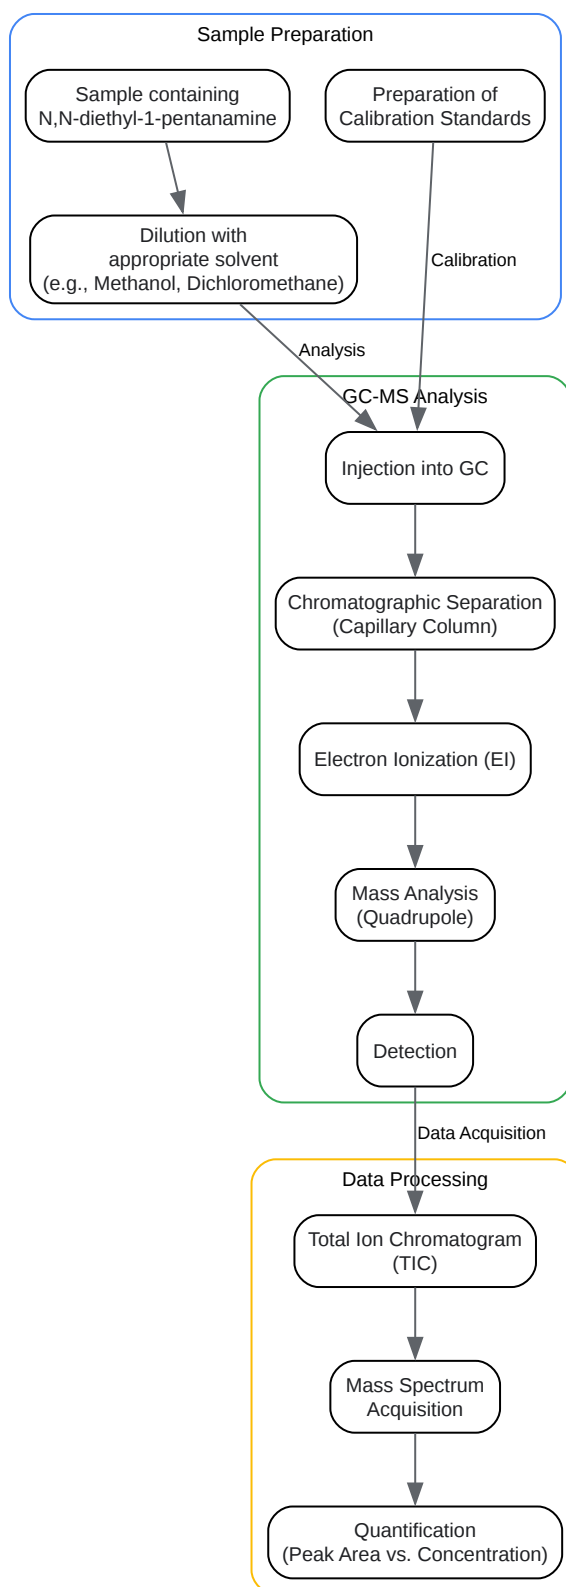 Sample Preparation
Sample containing
N,N-diethyl-1-pentanamine
Preparation of
Calibration Standards
Dilution with
appropriate solvent
(e.g., Methanol, Dichloromethane)
Calibration
Analysis
GC-MS Analysis
Injection into GC
Chromatographic Separation
(Capillary Column)
Electron Ionization (EI)
Mass Analysis
(Quadrupole)
Detection
Data Acquisition
Data Processing
Total Ion Chromatogram
(TIC)
Mass Spectrum
Acquisition
Quantification
(Peak Area vs. Concentration)